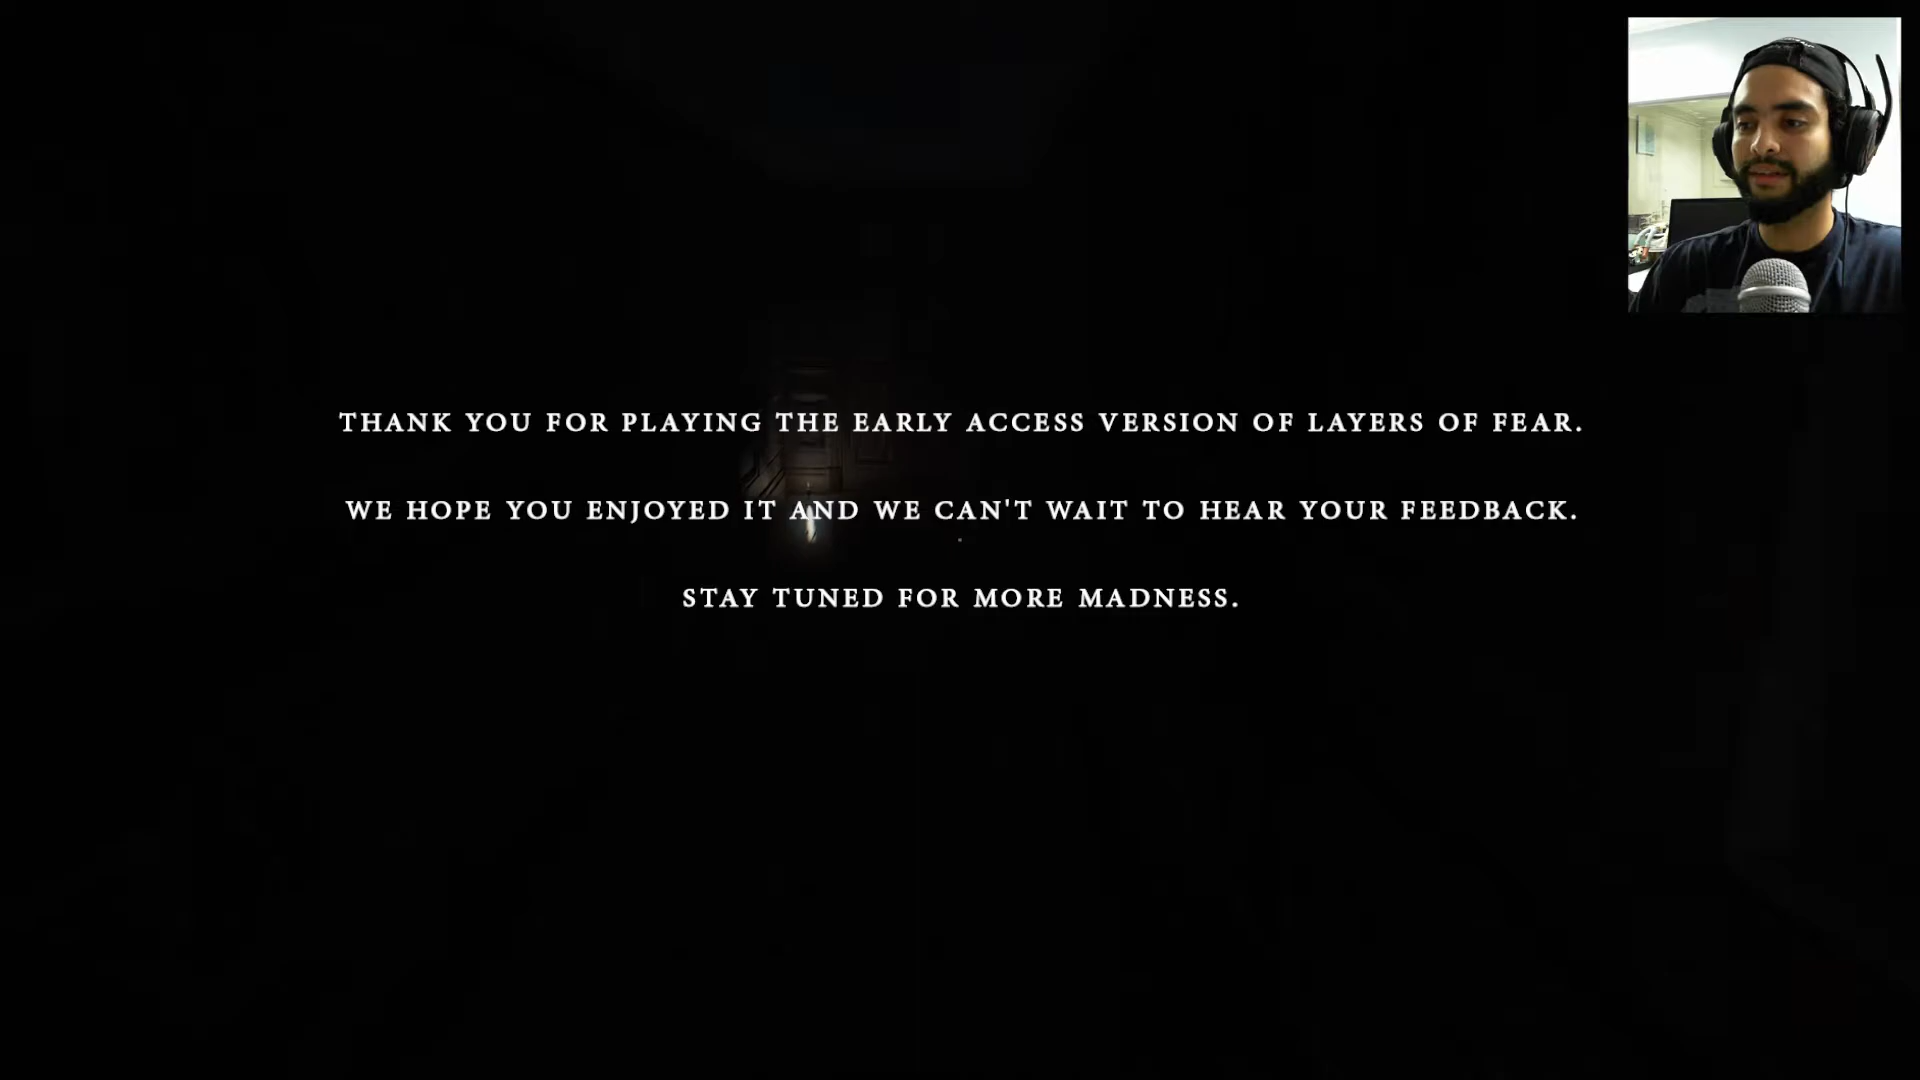 THANK YOU FOR PLAYING THE EARLY ACCESS VERSION OF LAYERS OF FEAR.
WE HOPE YOU ENJOYED IT AND WE CAN'T WAIT TO HEAR YOUR FEEDBACK.
STAY TUNED FOR MORE MADNESS.